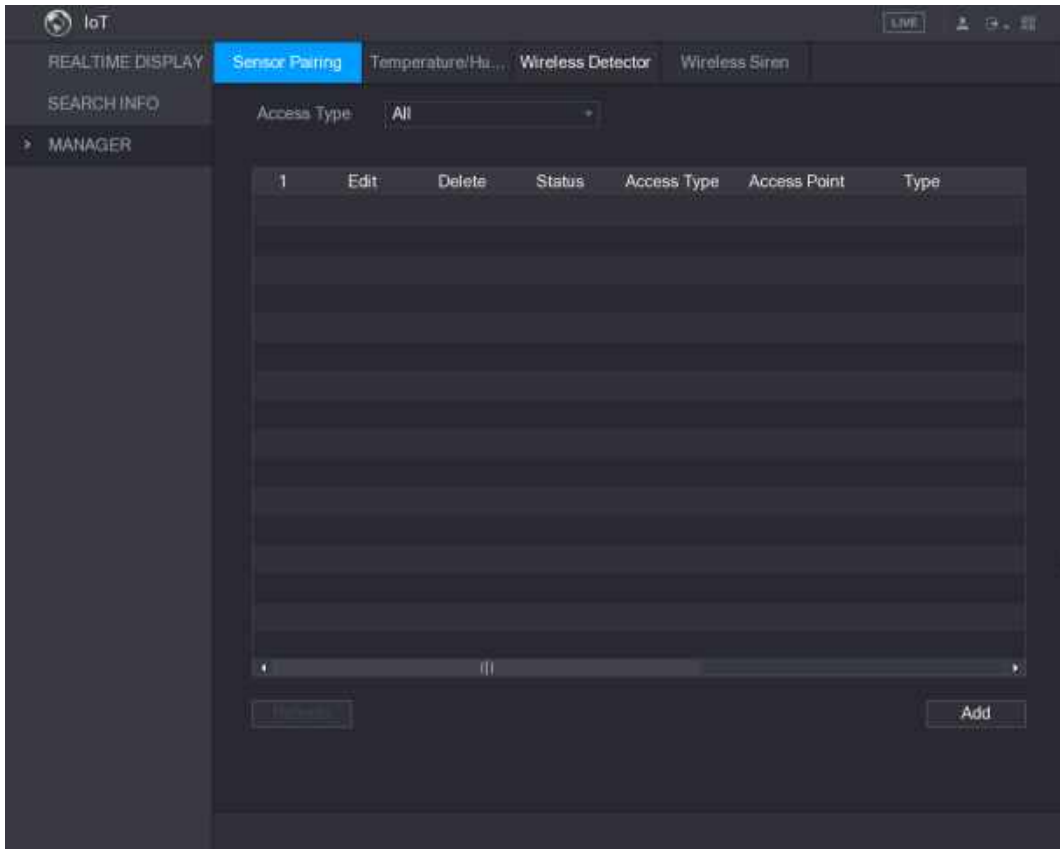 IoT
LIVE
REALTIME DISPLAY
SEARCH INFO
MANAGER
Sensor Pairing Temperature/Hu... Wireless Detector Wireless Siren
Access Type All
1 Edit Delete Status Access Type Access Point Type
Add